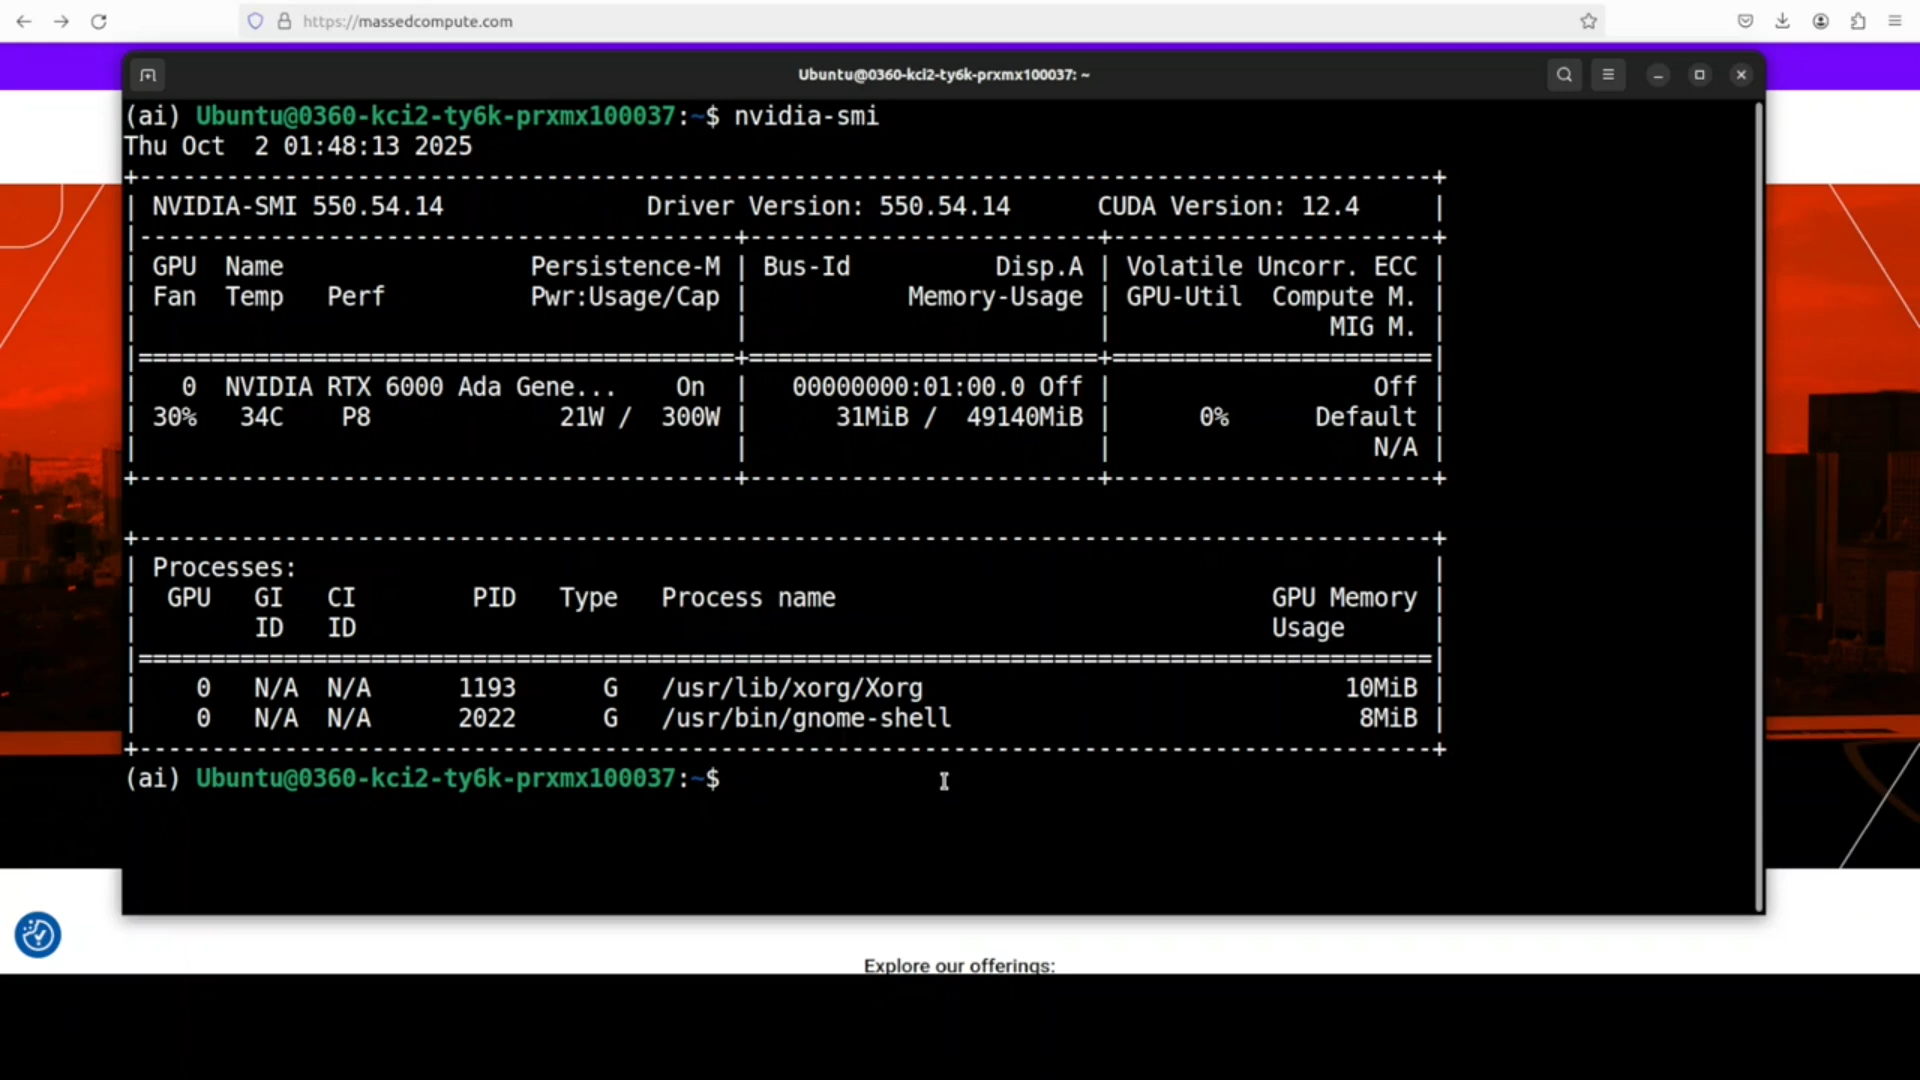 https://massedcompute.com
Ubuntu@0360-kci2-ty6k-prxmx100037: ~
(ai) Ubuntu@0360-kci2-ty6k-prxmx100037:~$ nvidia-smi
Thu Oct  2 01:48:13 2025
+-----------------------------------------------------------------------------------------+
| NVIDIA-SMI 550.54.14              Driver Version: 550.54.14      CUDA Version: 12.4     |
|-----------------------------------------+------------------------+----------------------+
| GPU  Name                 Persistence-M | Bus-Id          Disp.A | Volatile Uncorr. ECC |
| Fan  Temp   Perf          Pwr:Usage/Cap |           Memory-Usage | GPU-Util  Compute M. |
|                                         |                        |               MIG M. |
|=========================================+========================+======================|
|   0  NVIDIA RTX 6000 Ada Gene...    On  |   00000000:01:00.0 Off |                  Off |
| 30%   34C    P8             21W /  300W |      31MiB /  49140MiB |      0%      Default |
|                                         |                        |                  N/A |
+-----------------------------------------+------------------------+----------------------+
+-----------------------------------------------------------------------------------------+
| Processes:                                                                              |
|  GPU   GI   CI        PID   Type   Process name                              GPU Memory |
|        ID   ID                                                               Usage      |
|=========================================================================================|
|    0   N/A  N/A      1193      G   /usr/lib/xorg/Xorg                             10MiB |
|    0   N/A  N/A      2022      G   /usr/bin/gnome-shell                            8MiB |
+-----------------------------------------------------------------------------------------+
(ai) Ubuntu@0360-kci2-ty6k-prxmx100037:~$
Explore our offerings: